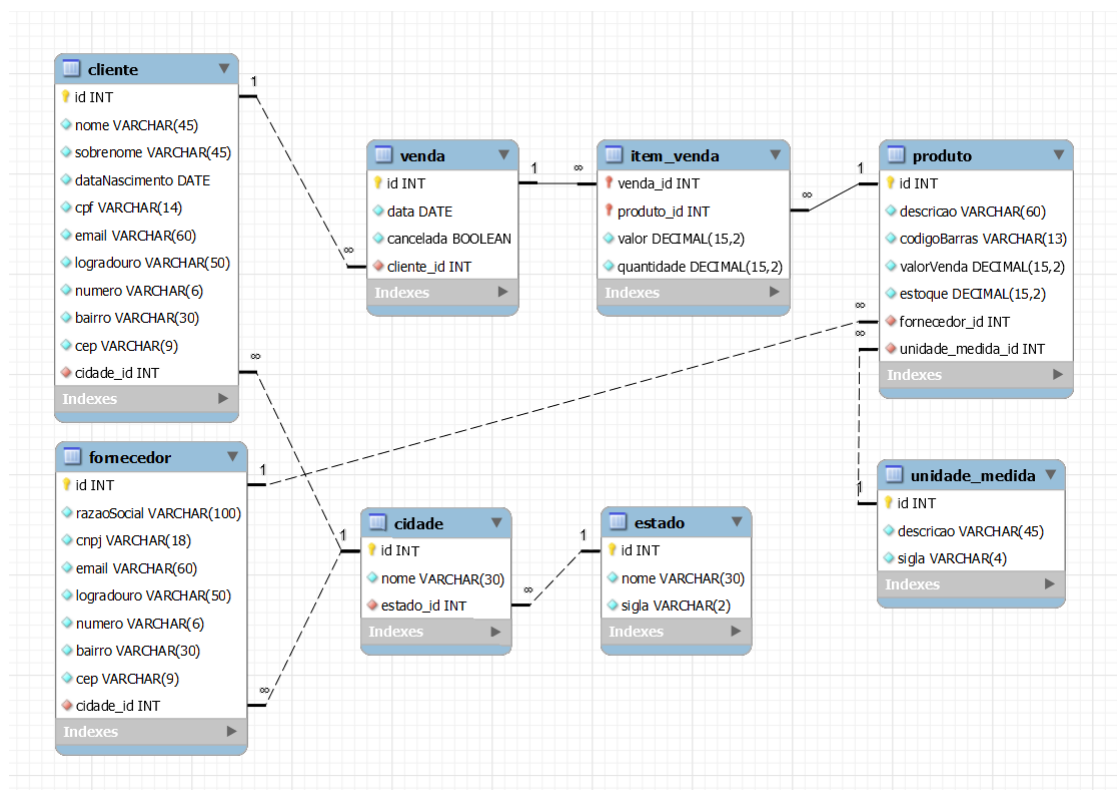 cliente
id INT
nome VARCHAR(45)
sobrenome VARCHAR(45)
dataNascimento DATE
cpf VARCHAR(14)
email VARCHAR(60)
logradouro VARCHAR(50)
numero VARCHAR(6)
bairro VARCHAR(30)
cep VARCHAR(9)
cidade_id INT
Indexes
1
∞
venda
id INT
data DATE
cancelada BOOLEAN
cliente_id INT
Indexes
1
∞
item_venda
venda_id INT
produto_id INT
valor DECIMAL(15,2)
quantidade DECIMAL(15,2)
Indexes
∞
∞
1
produto
id INT
descricao VARCHAR(60)
codigoBarras VARCHAR(13)
valorVenda DECIMAL(15,2)
estoque DECIMAL(15,2)
fornecedor_id INT
unidade_medida_id INT
Indexes
∞
∞
fornecedor
id INT
razaoSocial VARCHAR(100)
cnpj VARCHAR(18)
email VARCHAR(60)
logradouro VARCHAR(50)
numero VARCHAR(6)
bairro VARCHAR(30)
cep VARCHAR(9)
cidade_id INT
Indexes
1
∞
cidade
id INT
nome VARCHAR(30)
estado_id INT
Indexes
1
∞
estado
id INT
nome VARCHAR(30)
sigla VARCHAR(2)
Indexes
1
unidade_medida
id INT
descricao VARCHAR(45)
sigla VARCHAR(4)
Indexes
1